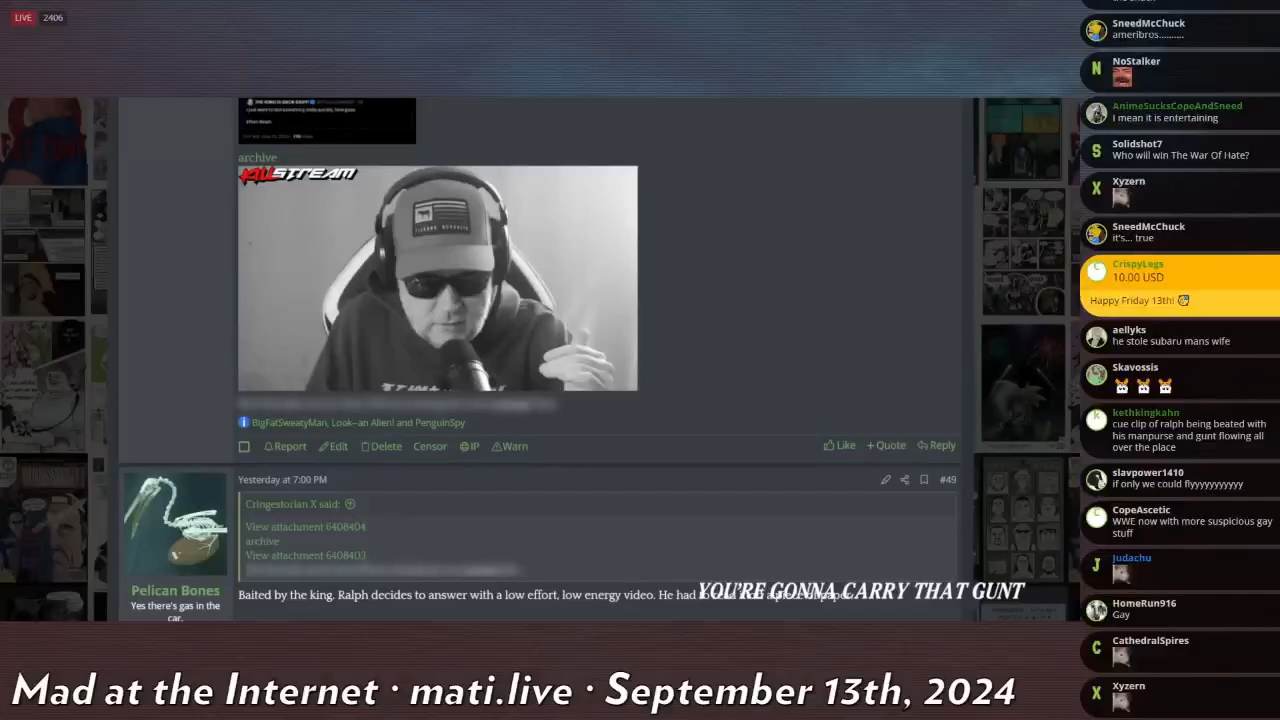 LIVE 2406
archive
KILLSTREAM
BigFatSweatyMan, Look--an Alien! and PenguinSpy
Report Edit Delete Censor IP Warn
Like + Quote Reply
Yesterday at 7:00 PM
#49
Cringestorian X said:
View attachment 6408404
archive
View attachment 6408403
Pelican Bones
Yes there's gas in the
car.
Baited by the king. Ralph decides to answer with a low effort, low energy video. He had
YOU'RE GONNA CARRY THAT GUNT
Mad at the Internet · mati.live · September 13th, 2024
SneedMcChuck
ameribros..........
NoStalker
AnimeSucksCopeAndSneed
I mean it is entertaining
Solidshot7
Who will win The War Of Hate?
Xyzern
SneedMcChuck
it's... true
CrispyLegs
10.00 USD
Happy Friday 13th!
aellyks
he stole subaru mans wife
Skavossis
kethkingkahn
cue clip of ralph being beated with
his manpurse and gunt flowing all
over the place
slavpower1410
if only we could flyyyyyyyyyy
CopeAscetic
WWE now with more suspicious gay
stuff
Judachu
HomeRun916
Gay
CathedralSpires
Xyzern